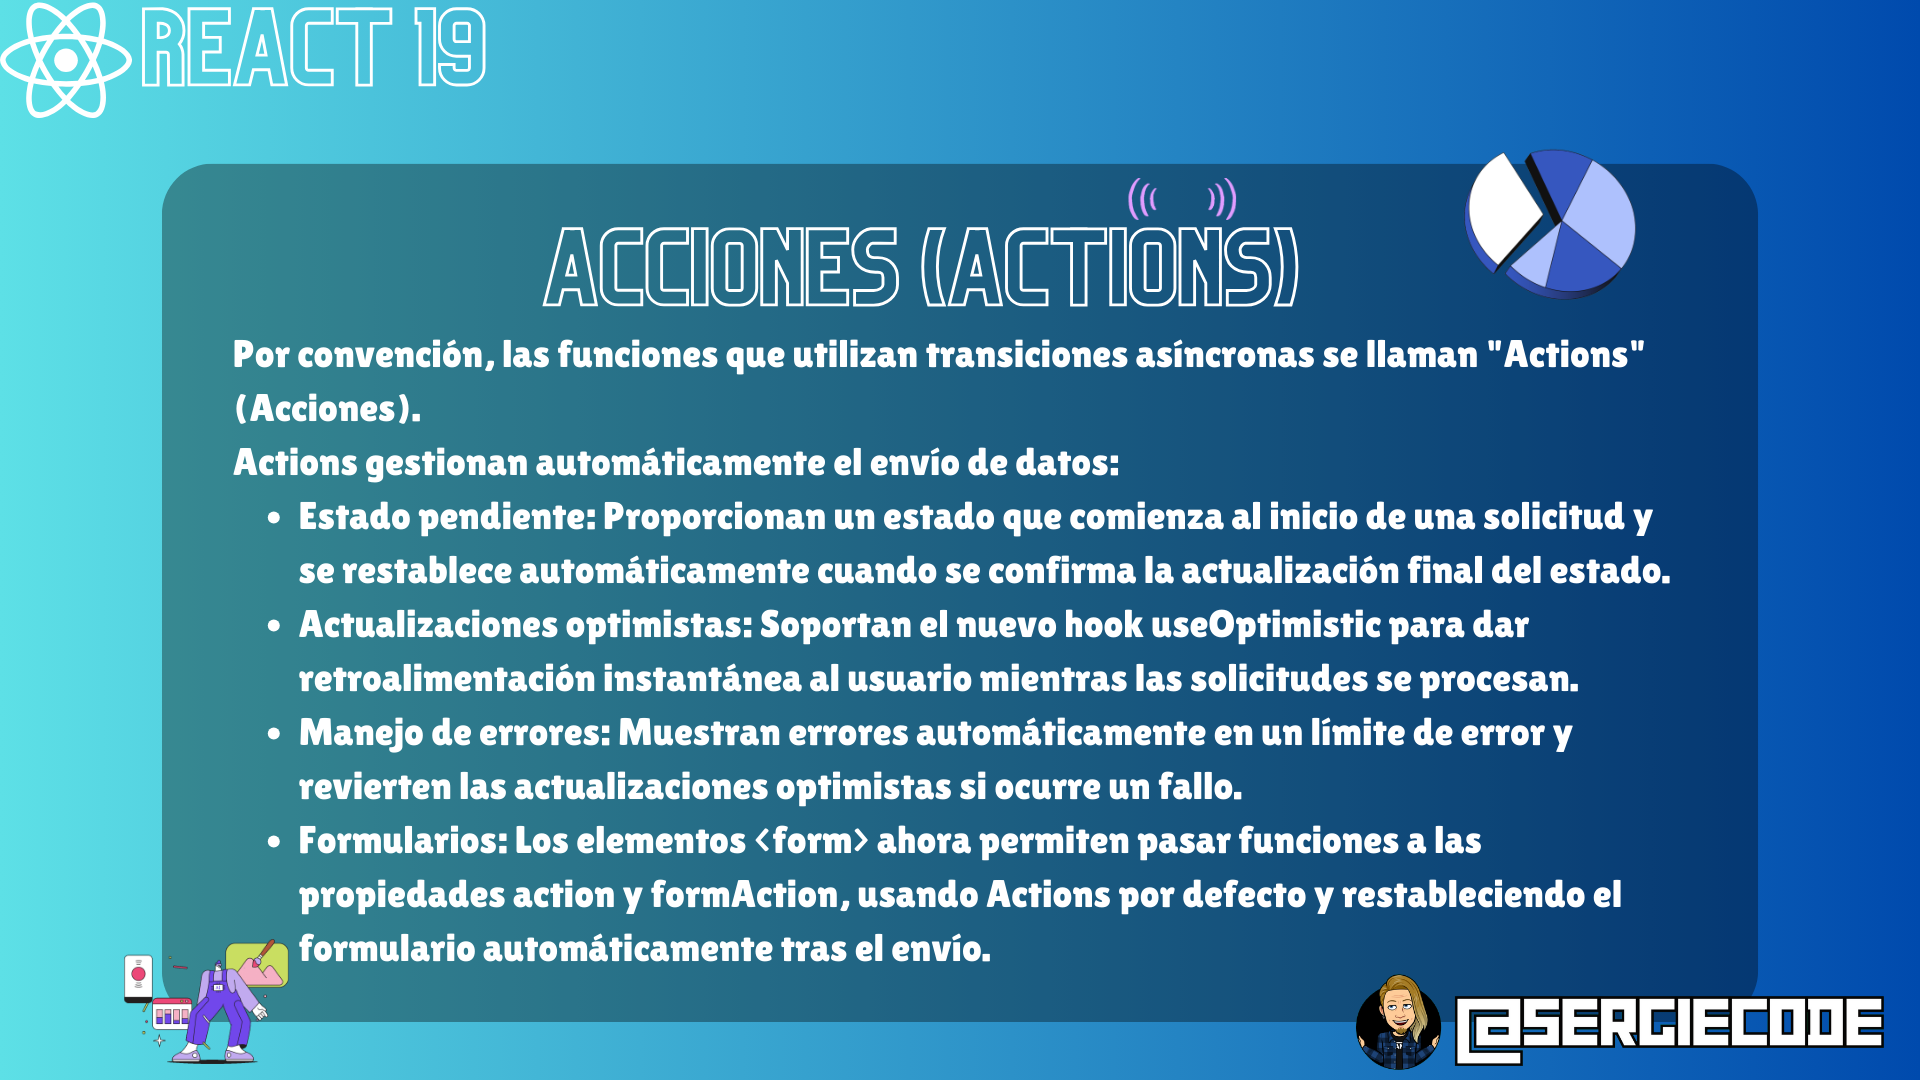 REACT 19
ACCIONES (ACTIONS)
Por convención, las funciones que utilizan transiciones asíncronas se llaman "Actions"
(Acciones).
Actions gestionan automáticamente el envío de datos:
• Estado pendiente: Proporcionan un estado que comienza al inicio de una solicitud y
se restablece automáticamente cuando se confirma la actualización final del estado.
• Actualizaciones optimistas: Soportan el nuevo hook useOptimistic para dar
retroalimentación instantánea al usuario mientras las solicitudes se procesan.
• Manejo de errores: Muestran errores automáticamente en un límite de error y
revierten las actualizaciones optimistas si ocurre un fallo.
• Formularios: Los elementos <form> ahora permiten pasar funciones a las
propiedades action y formAction, usando Actions por defecto y restableciendo el
formulario automáticamente tras el envío.
@SERGIECODE